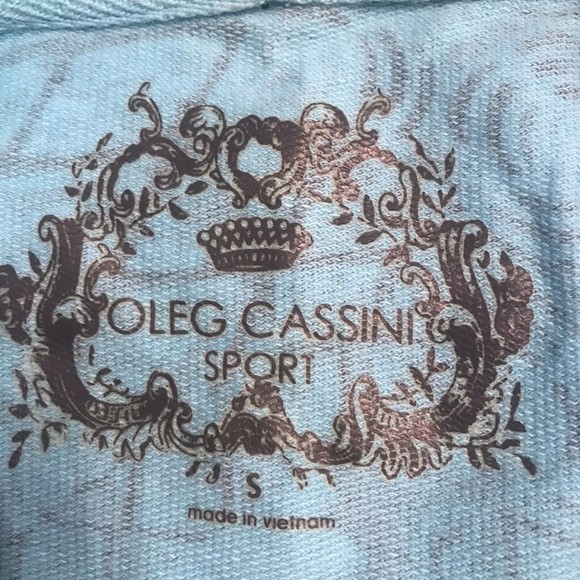 OLEG CASSINI
SPORT
S
made in vietnam